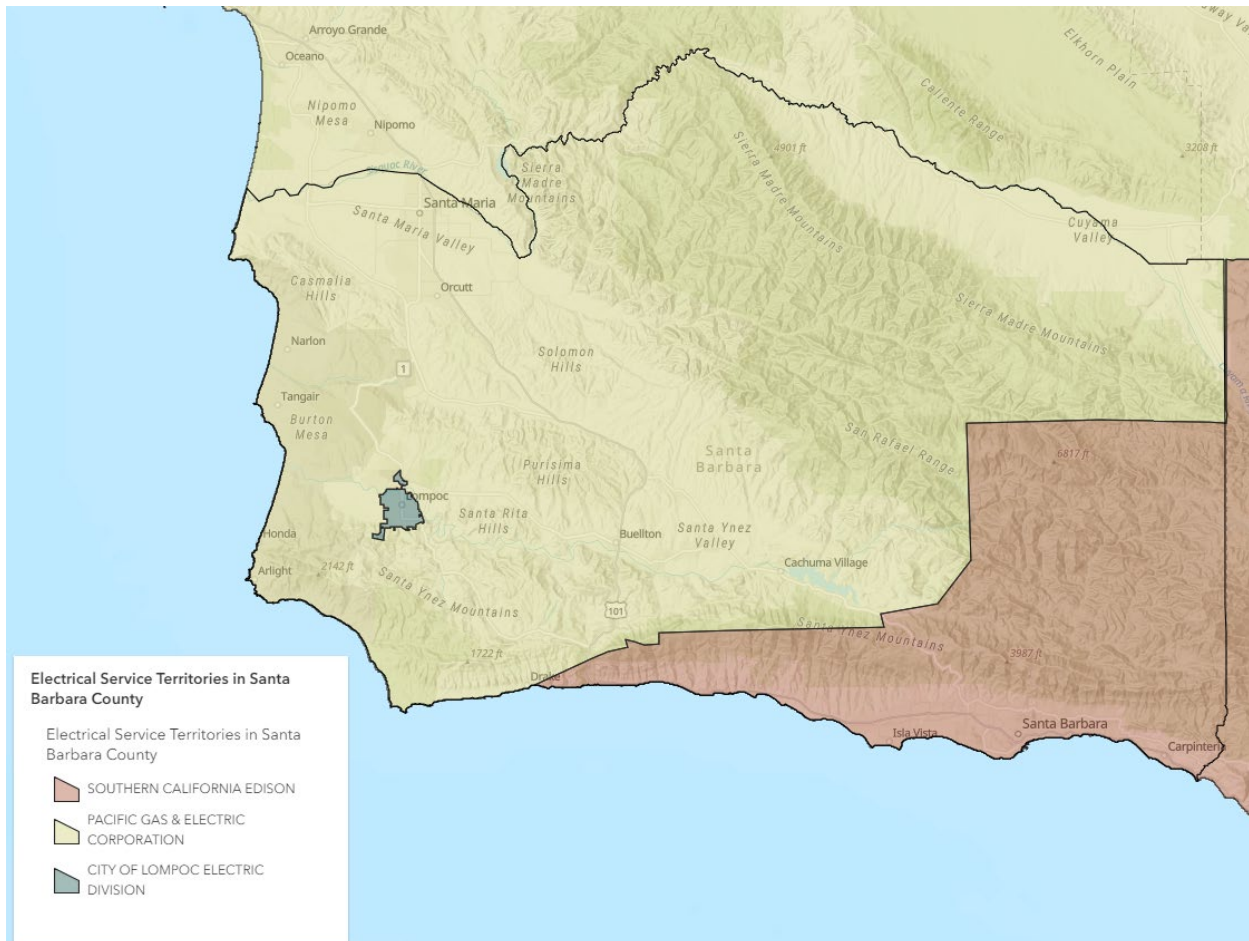 Arroyo Grande
Oceano
Elkhorn Plain
Caliente Range
Nipomo
Mesa
Nipomo
Sierra
Madre
Mountains
Sierra Madre Mountains
4901 ft
3208 ft
Santa Maria
Santa Maria Valley
Cuyama
Valley
Casmalia
Hills
Orcutt
Sierra Madre Mountains
Narlon
Solomon
Hills
1
Tangair
Burton
Mesa
San Rafael Range
Santa
Barbara
6817 ft
Purisima
Hills
Lompoc
Santa Rita
Hills
Santa Ynez
Valley
Honda
Buellton
Arlight
2142 ft
Cachuma Village
Santa Ynez Mountains
101
Santa Ynez Mountains
1722 ft
3987 ft
Drake
Isla Vista
Santa Barbara
Carpinteria
Electrical Service Territories in Santa
Barbara County
Electrical Service Territories in Santa
Barbara County
SOUTHERN CALIFORNIA EDISON
PACIFIC GAS & ELECTRIC
CORPORATION
CITY OF LOMPOC ELECTRIC
DIVISION